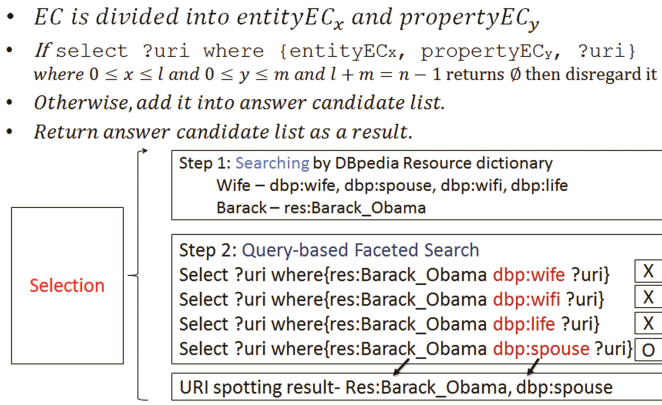 • EC is divided into entityECx and propertyECy
• If select ?uri where {entityECx, propertyECy, ?uri}
where 0 ≤ x ≤ l and 0 ≤ y ≤ m and l + m = n − 1 returns ∅ then disregard it
• Otherwise, add it into answer candidate list.
• Return answer candidate list as a result.
Selection
Step 1: Searching by DBpedia Resource dictionary
Wife – dbp:wife, dbp:spouse, dbp:wifi, dbp:life
Barack – res:Barack_Obama
Step 2: Query-based Faceted Search
Select ?uri where{res:Barack_Obama dbp:wife ?uri} X
Select ?uri where{res:Barack_Obama dbp:wifi ?uri} X
Select ?uri where{res:Barack_Obama dbp:life ?uri} X
Select ?uri where{res:Barack_Obama dbp:spouse ?uri} O
URI spotting result- Res:Barack_Obama, dbp:spouse